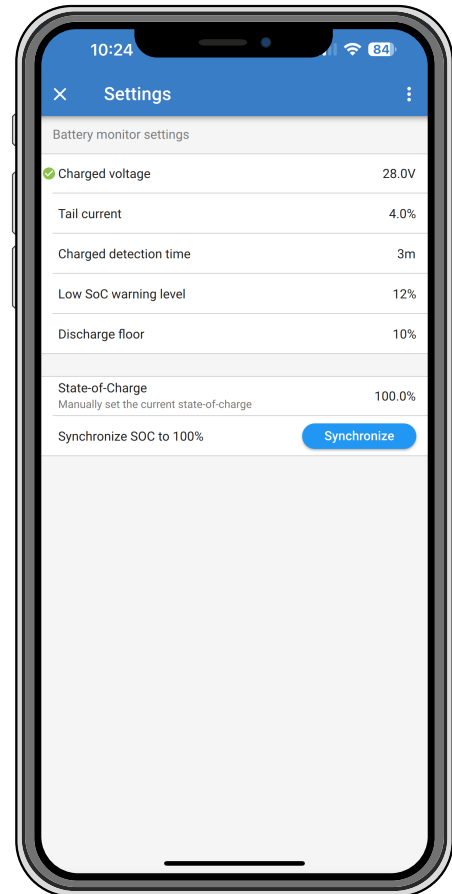 10:24
84
Settings
Battery monitor settings
Charged voltage 28.0V
Tail current 4.0%
Charged detection time 3m
Low SoC warning level 12%
Discharge floor 10%
State-of-Charge
Manually set the current state-of-charge
100.0%
Synchronize SOC to 100% Synchronize